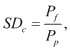 SD_c = P_f / P_p ,